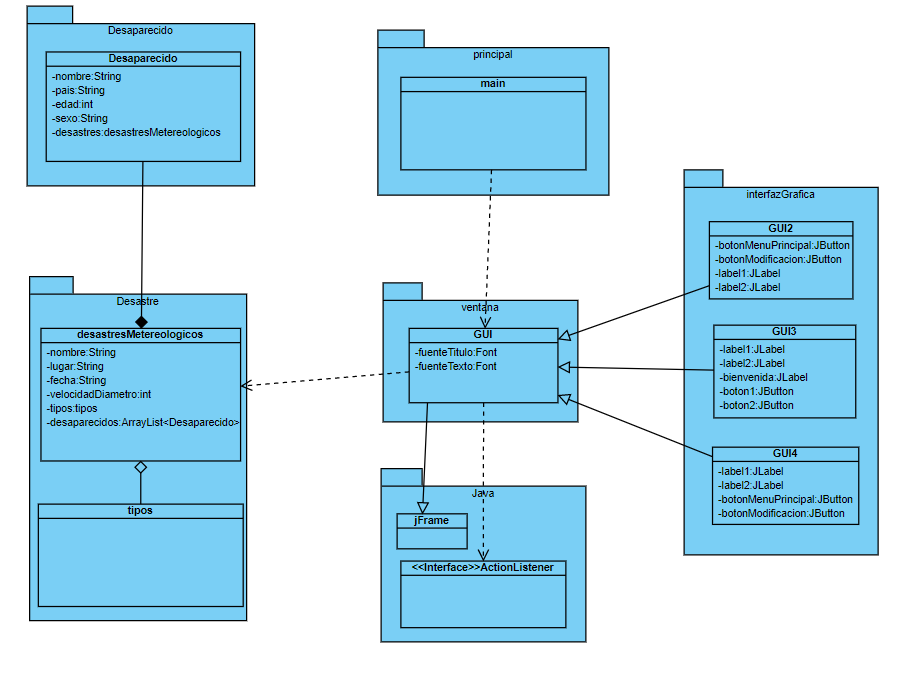 Desaparecido
Desaparecido
-nombre:String
-pais:String
-edad:int
-sexo:String
-desastres:desastresMetereologicos
principal
main
interfazGrafica
GUI2
-botonMenuPrincipal:JButton
-botonModificacion:JButton
-label1:JLabel
-label2:JLabel
GUI3
-label1:JLabel
-label2:JLabel
-bienvenida:JLabel
-boton1:JButton
-boton2:JButton
GUI4
-label1:JLabel
-label2:JLabel
-botonMenuPrincipal:JButton
-botonModificacion:JButton
Desastre
desastresMetereologicos
-nombre:String
-lugar:String
-fecha:String
-velocidadDiametro:int
-tipos:tipos
-desaparecidos:ArrayList<Desaparecido>
tipos
ventana
GUI
-fuenteTitulo:Font
-fuenteTexto:Font
Java
jFrame
<<Interface>>ActionListener